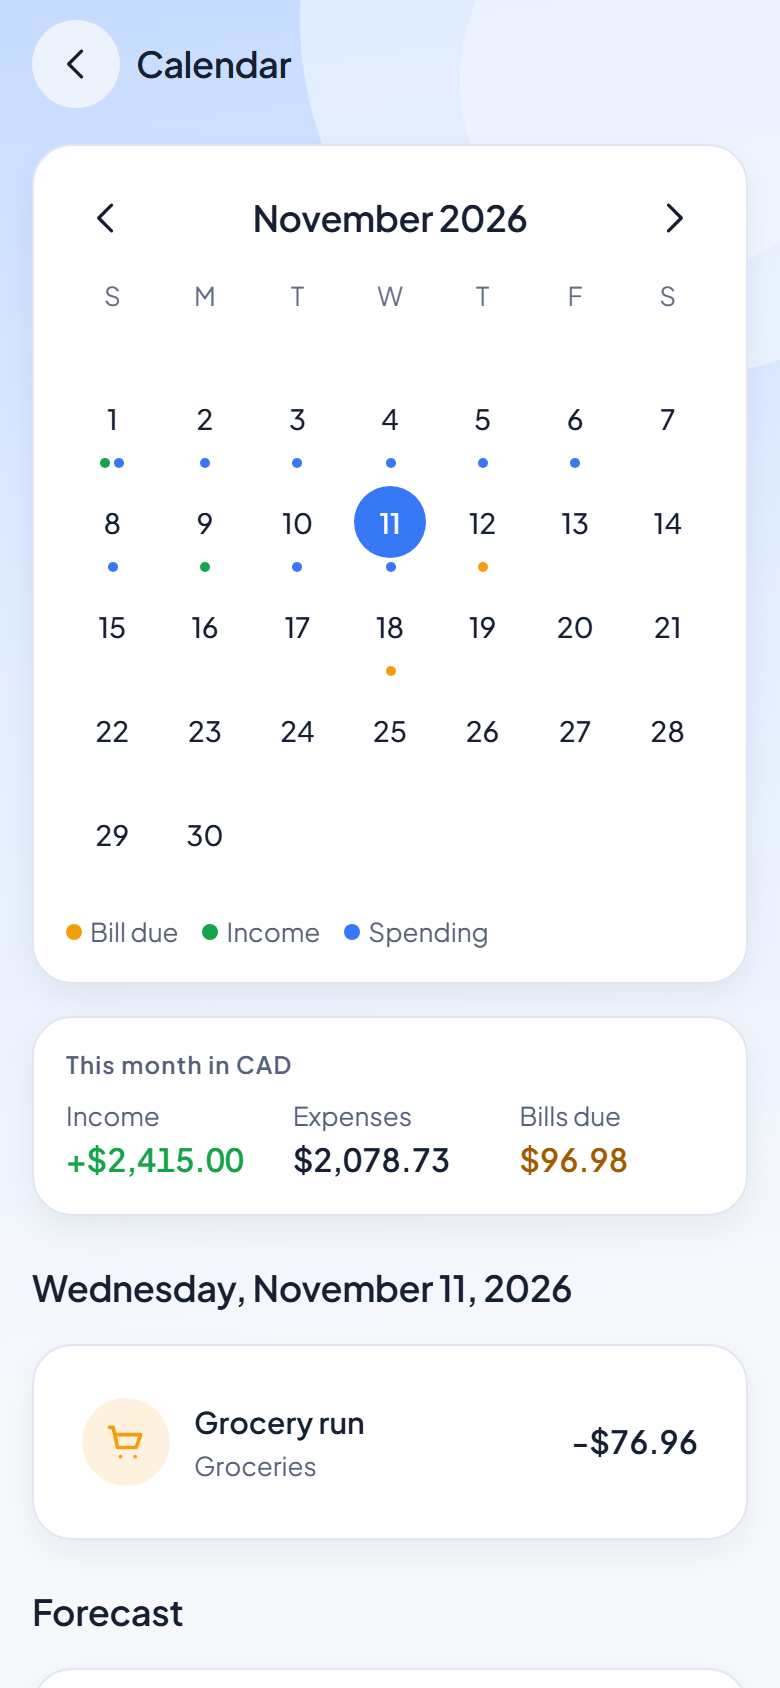 Calendar
November 2026
S M T W T F S
1 2 3 4 5 6 7
8 9 10 11 12 13 14
15 16 17 18 19 20 21
22 23 24 25 26 27 28
29 30
Bill due Income Spending
This month in CAD
Income Expenses Bills due
+$2,415.00 $2,078.73 $96.98
Wednesday, November 11, 2026
Grocery run
Groceries
-$76.96
Forecast